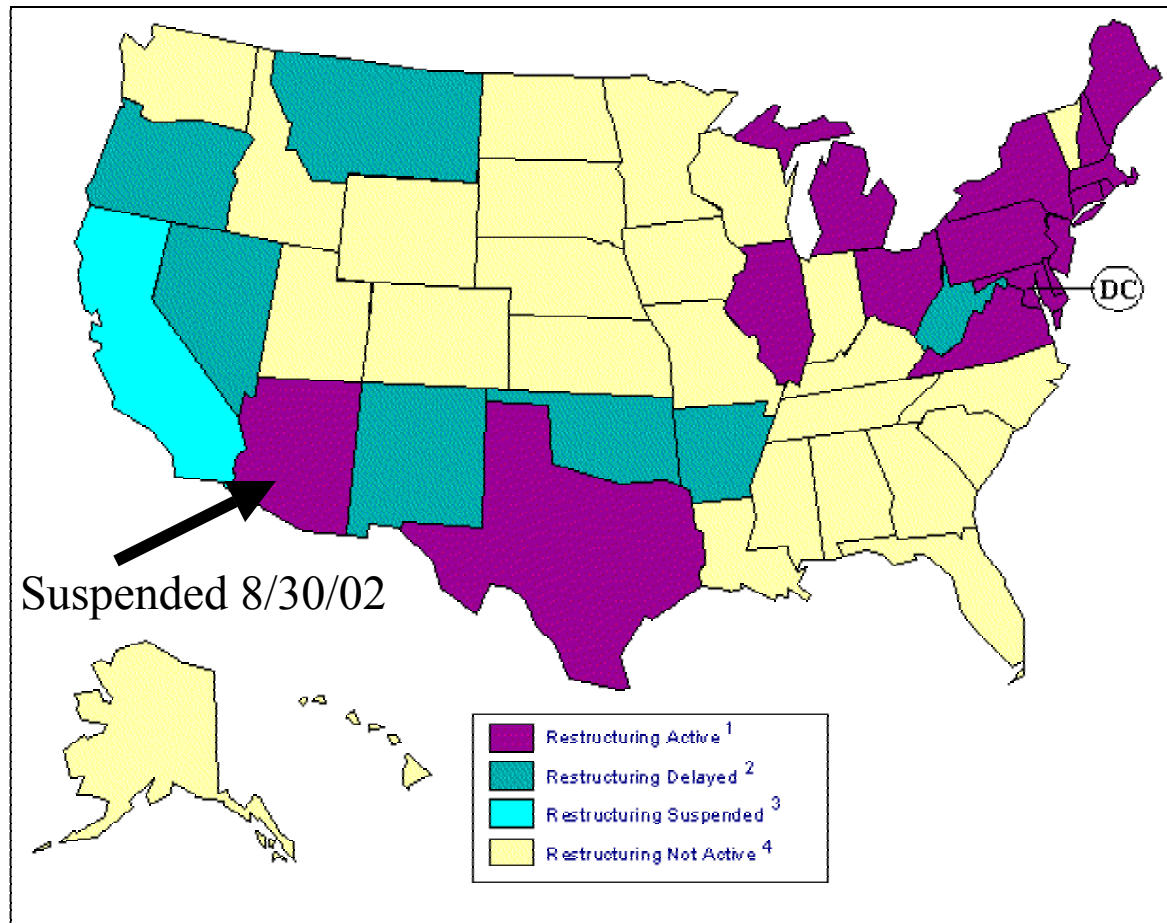 DC
Suspended 8/30/02
Restructuring Active 1
Restructuring Delayed 2
Restructuring Suspended 3
Restructuring Not Active 4